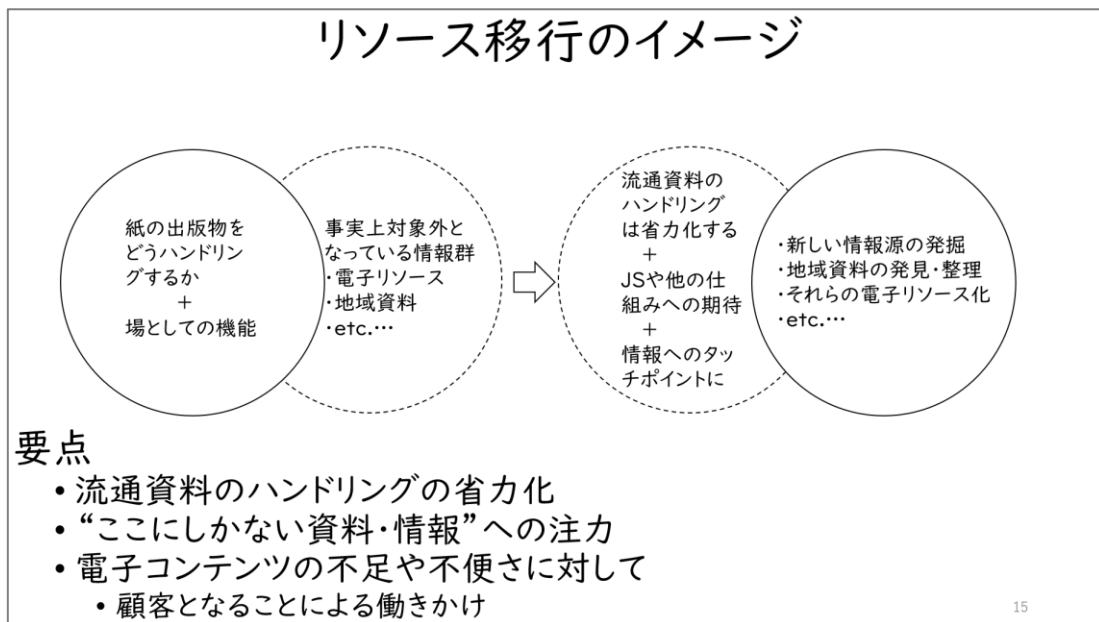 リソース移行のイメージ
紙の出版物を
どうハンドリン
グするか
+
場としての機能
事実上対象外と
なっている情報群
・電子リソース
・地域資料
・etc.…
流通資料の
ハンドリング
は省力化する
+
JSや他の仕
組みへの期待
+
情報へのタッ
チポイントに
・新しい情報源の発掘
・地域資料の発見・整理
・それらの電子リソース化
・etc.…
要点
• 流通資料のハンドリングの省力化
• “ここにしかない資料・情報”への注力
• 電子コンテンツの不足や不便さに対して
• 顧客となることによる働きかけ
15